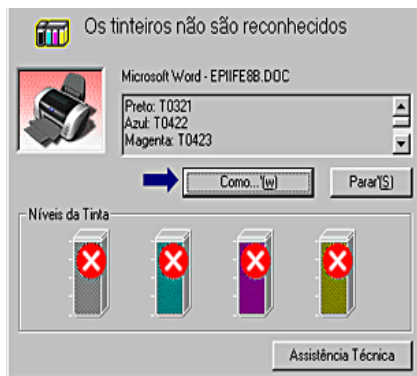 Os tinteiros não são reconhecidos
Microsoft Word - EPIIFE8B.DOC
Preto: T0321
Azul: T0422
Magenta: T0423
Como...'(w)
Parar'(S)
Níveis da Tinta
Assistência Técnica